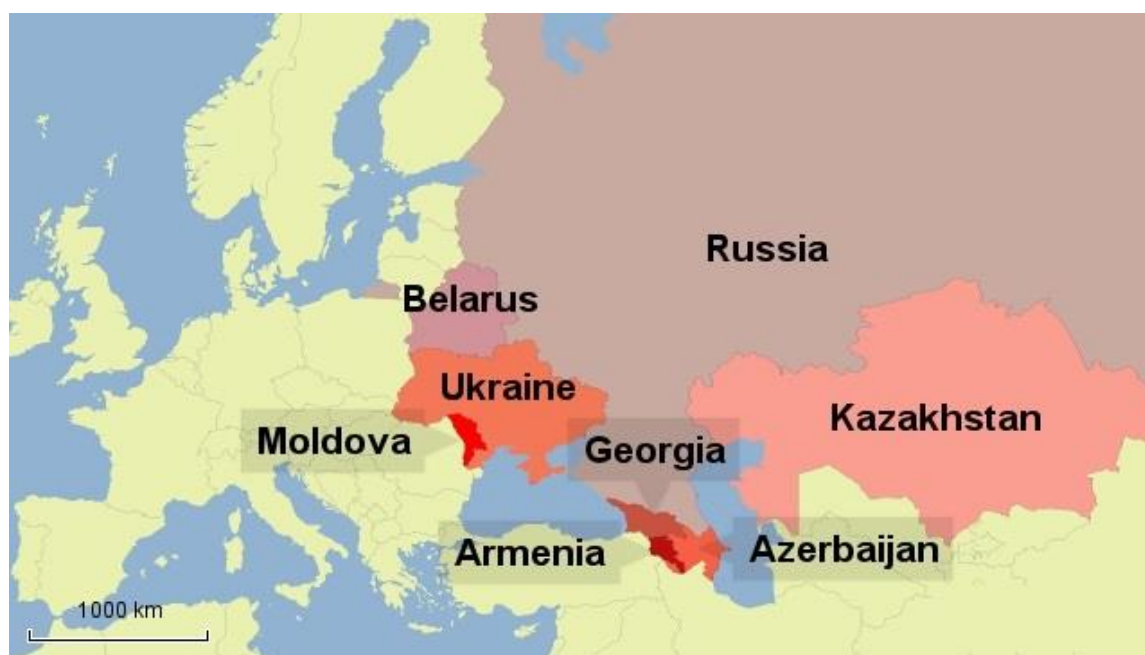 Russia
Belarus
Ukraine
Kazakhstan
Moldova
Georgia
Armenia
Azerbaijan
1000 km